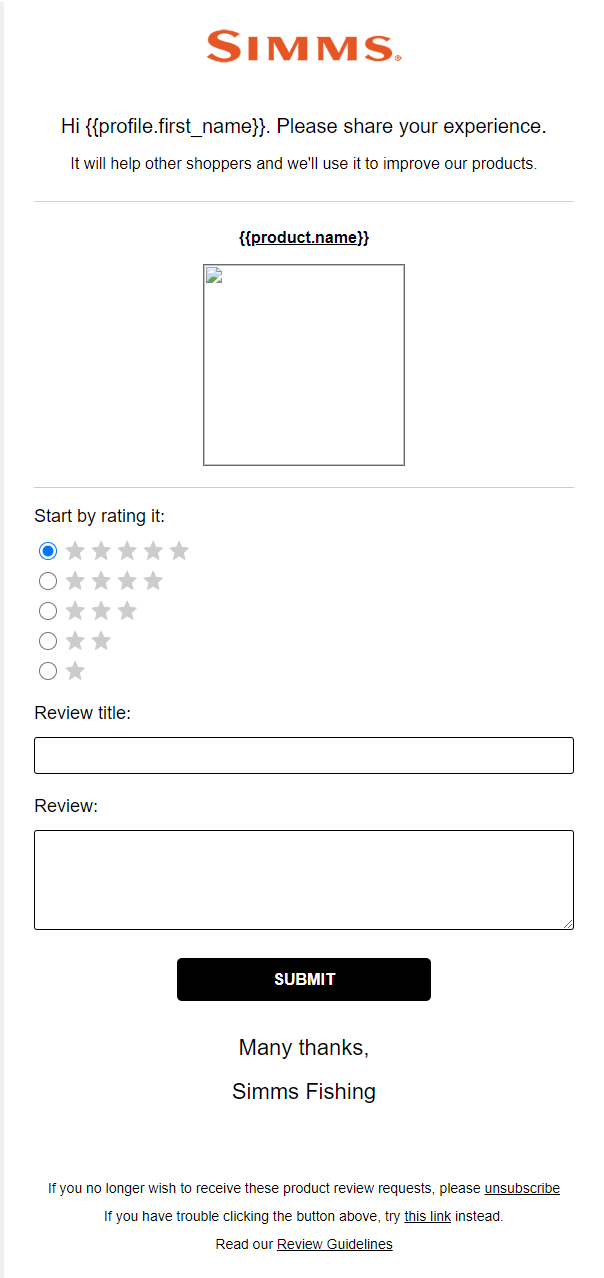 SIMMS®
Hi {{profile.first_name}}. Please share your experience.
It will help other shoppers and we'll use it to improve our products.
{{product.name}}
Start by rating it:
Review title:
Review:
SUBMIT
Many thanks,
Simms Fishing
If you no longer wish to receive these product review requests, please unsubscribe
If you have trouble clicking the button above, try this link instead.
Read our Review Guidelines